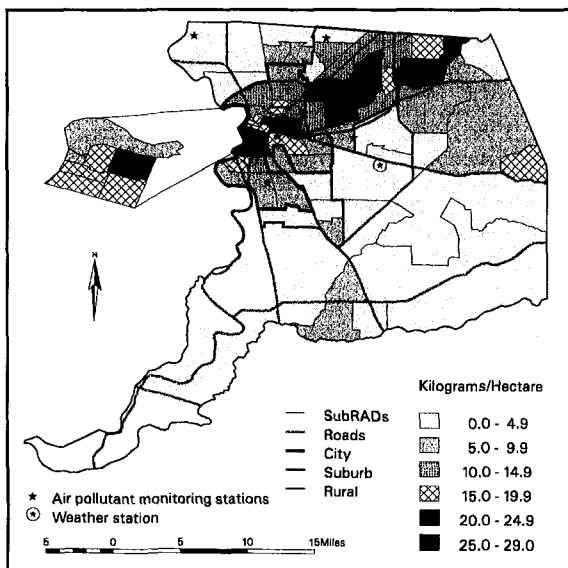 N
Kilograms/Hectare
SubRADs
Roads
City
Suburb
Rural
0.0 - 4.9
5.0 - 9.9
10.0 - 14.9
15.0 - 19.9
20.0 - 24.9
25.0 - 29.0
Air pollutant monitoring stations
Weather station
5 0 5 10 15Miles